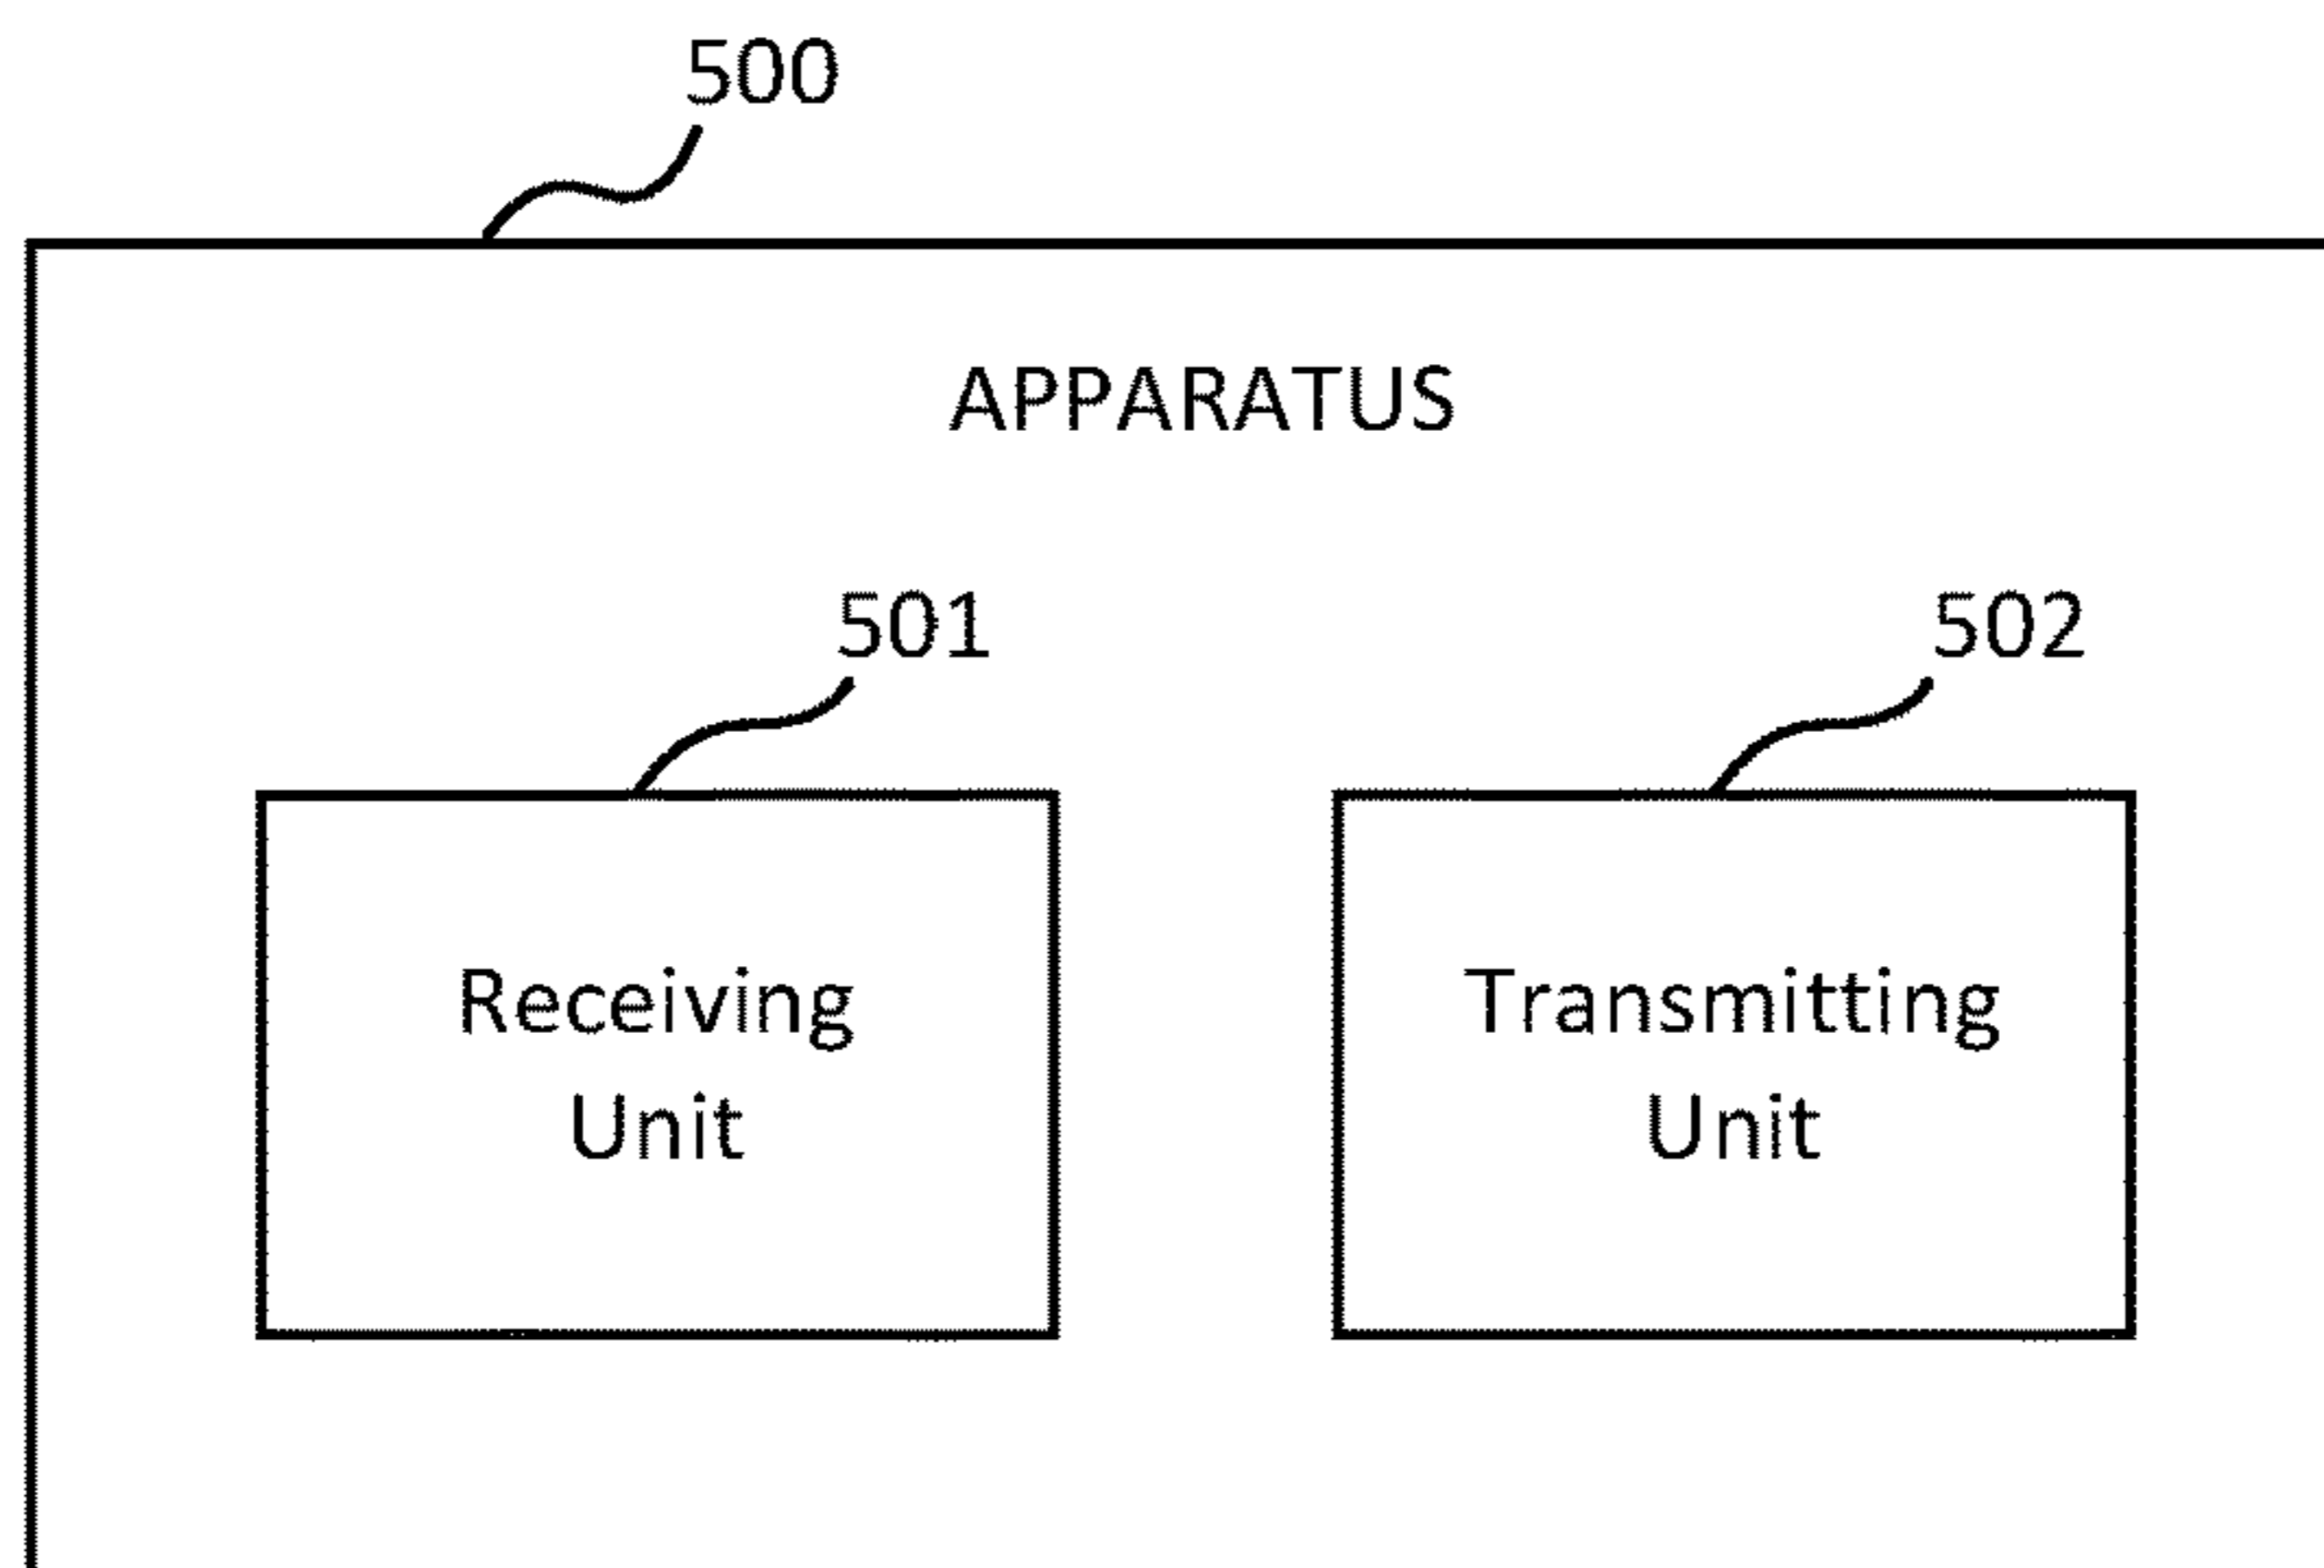 500
APPARATUS
501
502
Receiving
Unit
Transmitting
Unit